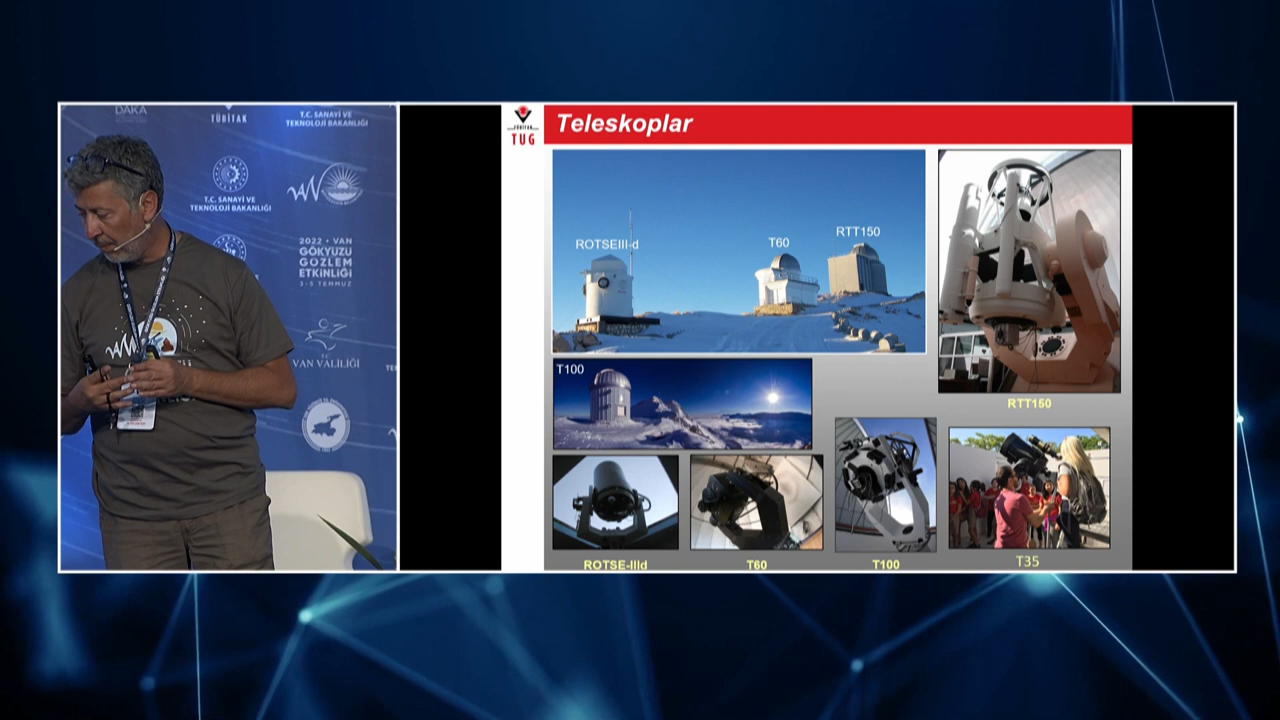 DAKA
TÜBİTAK
T.C. SANAYİ VE
TEKNOLOJİ BAKANLIĞI
T.C. SANAYİ VE
TEKNOLOJİ BAKANLIĞI
VAN
2022 • VAN
GÖKYÜZÜ
GÖZLEM
ETKİNLİĞİ
3-5 TEMMUZ
T.C.
VAN VALİLİĞİ
TÜBİTAK
TUG
Teleskoplar
ROTSEIII-d
T60
RTT150
T100
RTT150
ROTSE-IIId
T60
T100
T35